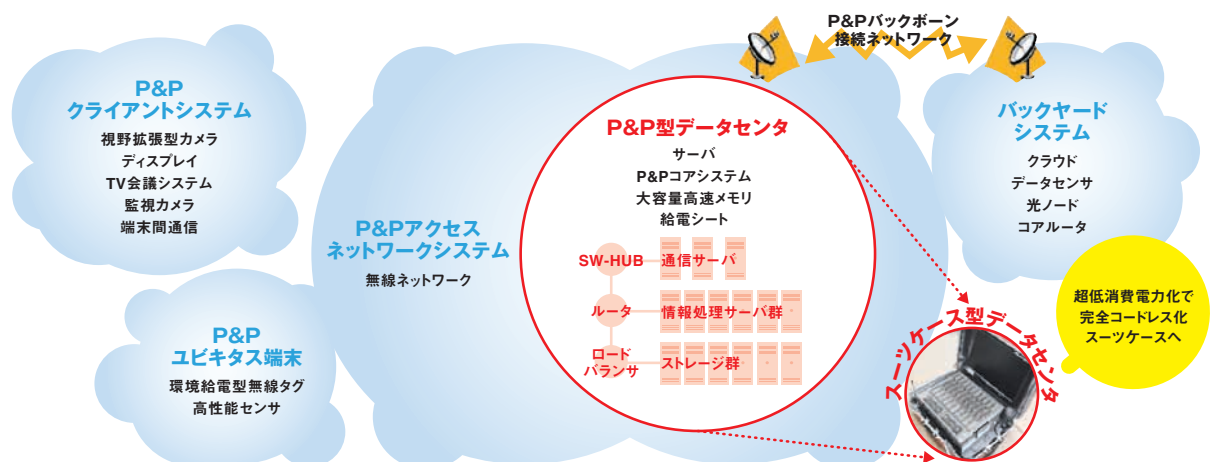 P&P
クライアントシステム
視野拡張型カメラ
ディスプレイ
TV会議システム
監視カメラ
端末間通信
P&P
ユビキタス端末
環境給電型無線タグ
高性能センサ
P&Pアクセス
ネットワークシステム
無線ネットワーク
P&P型データセンタ
サーバ
P&Pコアシステム
大容量高速メモリ
給電シート
SW-HUB
通信サーバ
ルータ
情報処理サーバ群
ロード
バランサ
ストレージ群
P&Pバックボーン
接続ネットワーク
バックヤード
システム
クラウド
データセンサ
光ノード
コアルータ
超低消費電力化で
完全コードレス化
スーツケースへ
スーツケース型データセンタ